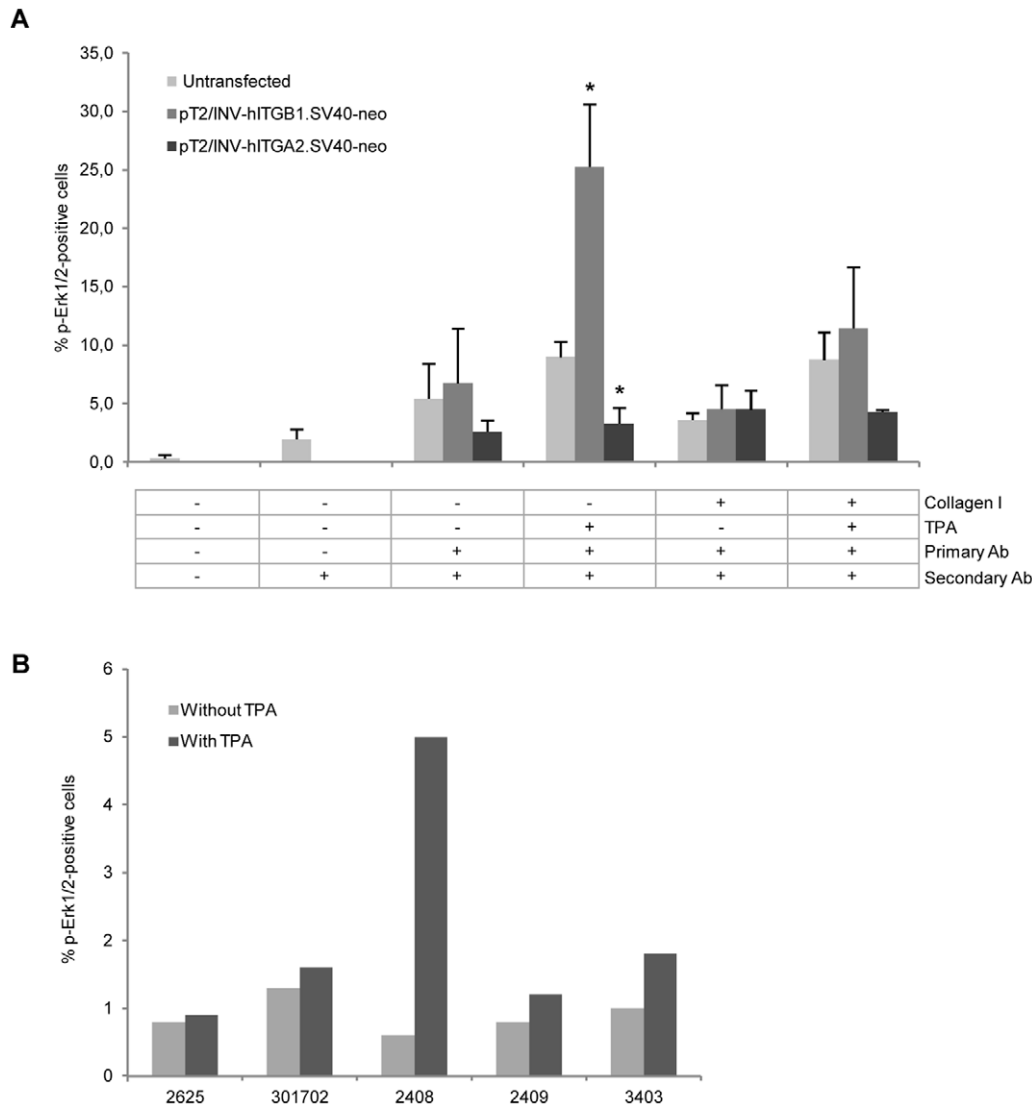 A
35,0
30,0
25,0
20,0
15,0
10,0
5,0
0,0
% p-Erk1/2-positive cells
Untransfected
pT2/INV-hITGB1.SV40-neo
pT2/INV-hITGA2.SV40-neo
*
*
- - - - + + Collagen I
- - - + - + TPA
- - + + + + Primary Ab
- + + + + + Secondary Ab
B
6
5
4
3
2
1
0
% p-Erk1/2-positive cells
Without TPA
With TPA
2625 301702 2408 2409 3403